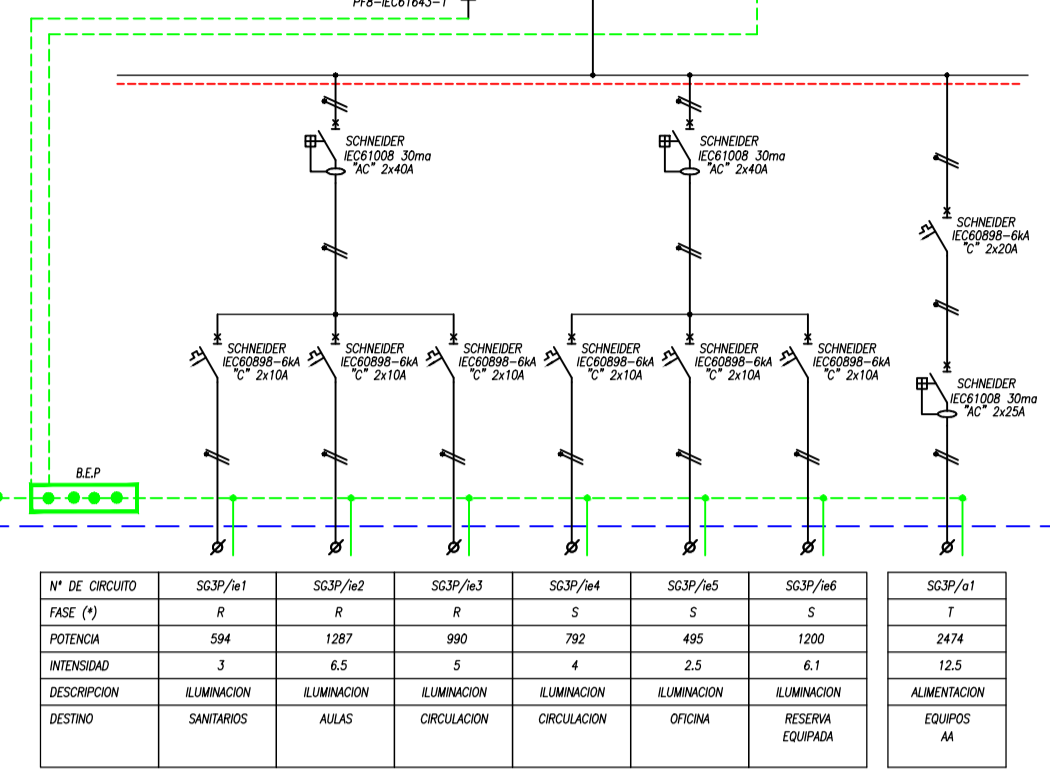 PF8-IEC61643-1
SCHNEIDER
IEC61008 30ma
"AC" 2x40A
SCHNEIDER
IEC61008 30ma
"AC" 2x40A
SCHNEIDER
IEC60898-6kA
"C" 2x20A
SCHNEIDER
IEC60898-6kA
"C" 2x10A
SCHNEIDER
IEC60898-6kA
"C" 2x10A
SCHNEIDER
IEC60898-6kA
"C" 2x10A
SCHNEIDER
IEC60898-6kA
"C" 2x10A
SCHNEIDER
IEC60898-6kA
"C" 2x10A
SCHNEIDER
IEC60898-6kA
"C" 2x10A
SCHNEIDER
IEC61008 30ma
"AC" 2x25A
B.E.P
N° DE CIRCUITO SG3P/ie1 SG3P/ie2 SG3P/ie3 SG3P/ie4 SG3P/ie5 SG3P/ie6 SG3P/a1
FASE (*) R R R S S S T
POTENCIA 594 1287 990 792 495 1200 2474
INTENSIDAD 3 6.5 5 4 2.5 6.1 12.5
DESCRIPCION ILUMINACION ILUMINACION ILUMINACION ILUMINACION ILUMINACION ILUMINACION ALIMENTACION
DESTINO SANITARIOS AULAS CIRCULACION CIRCULACION OFICINA RESERVA EQUIPOS
EQUIPADA AA